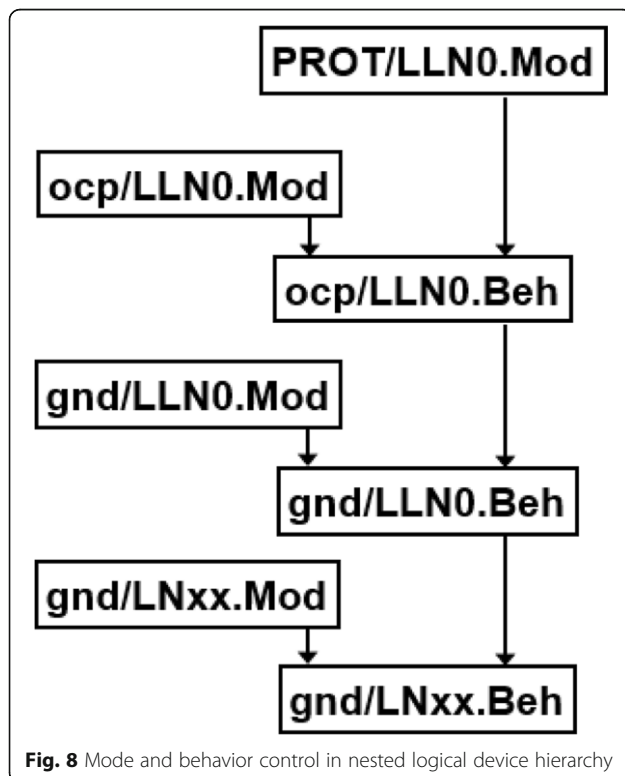 PROT/LLN0.Mod
ocp/LLN0.Mod
ocp/LLN0.Beh
gnd/LLN0.Mod
gnd/LLN0.Beh
gnd/LNxx.Mod
gnd/LNxx.Beh
Fig. 8 Mode and behavior control in nested logical device hierarchy